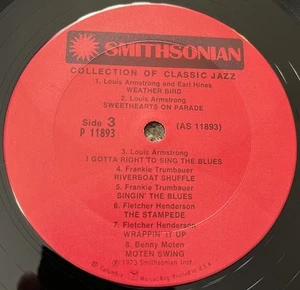 SMITHSONIAN
COLLECTION OF CLASSIC JAZZ
1. Louis Armstrong and Earl Hines
WEATHER BIRD
2. Louis Armstrong
SWEETHEARTS ON PARADE
Side 3
P 11893
(AS 11893)
3. Louis Armstrong
I GOTTA RIGHT TO SING THE BLUES
4. Frankie Trumbauer
RIVERBOAT SHUFFLE
5. Frankie Trumbauer
SINGIN' THE BLUES
6. Fletcher Henderson
THE STAMPEDE
7. Fletcher Henderson
WRAPPIN' IT UP
8. Benny Moten
MOTEN SWING
℗ 1973 Smithsonian Inst.